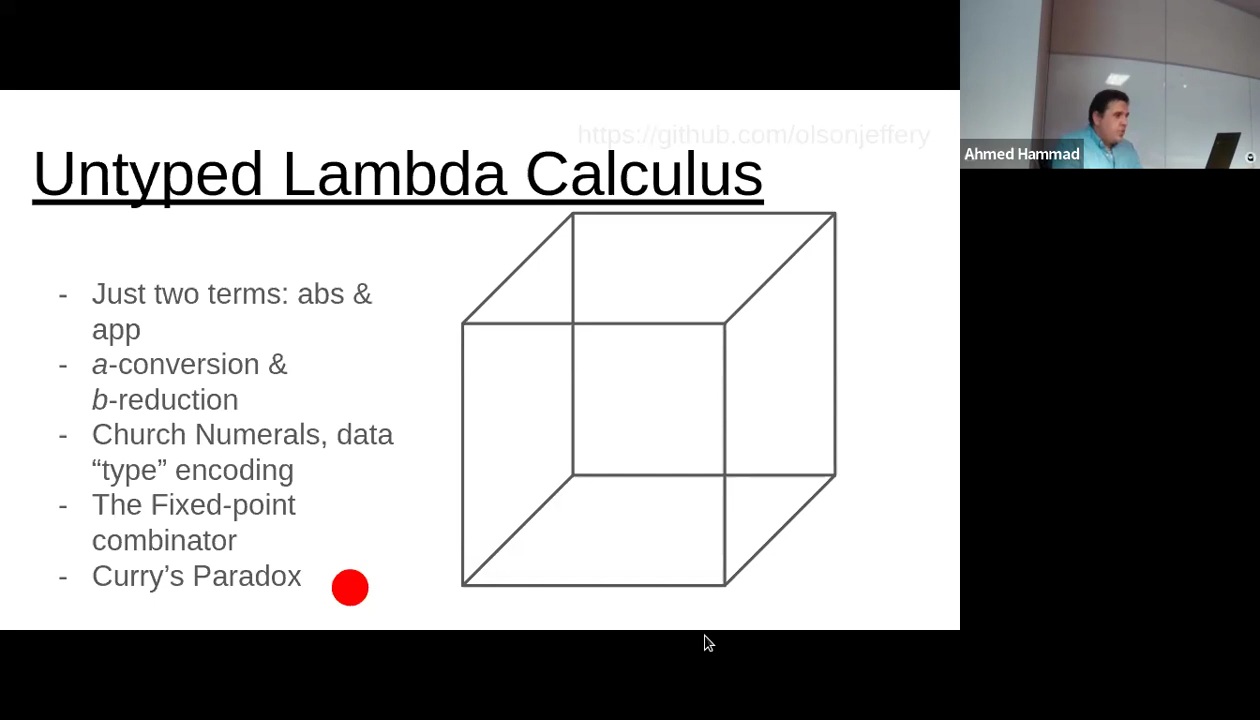 https://github.com/olsonjeffery
Untyped Lambda Calculus
- Just two terms: abs &
app
- a-conversion &
b-reduction
- Church Numerals, data
“type” encoding
- The Fixed-point
combinator
- Curry’s Paradox
Ahmed Hammad